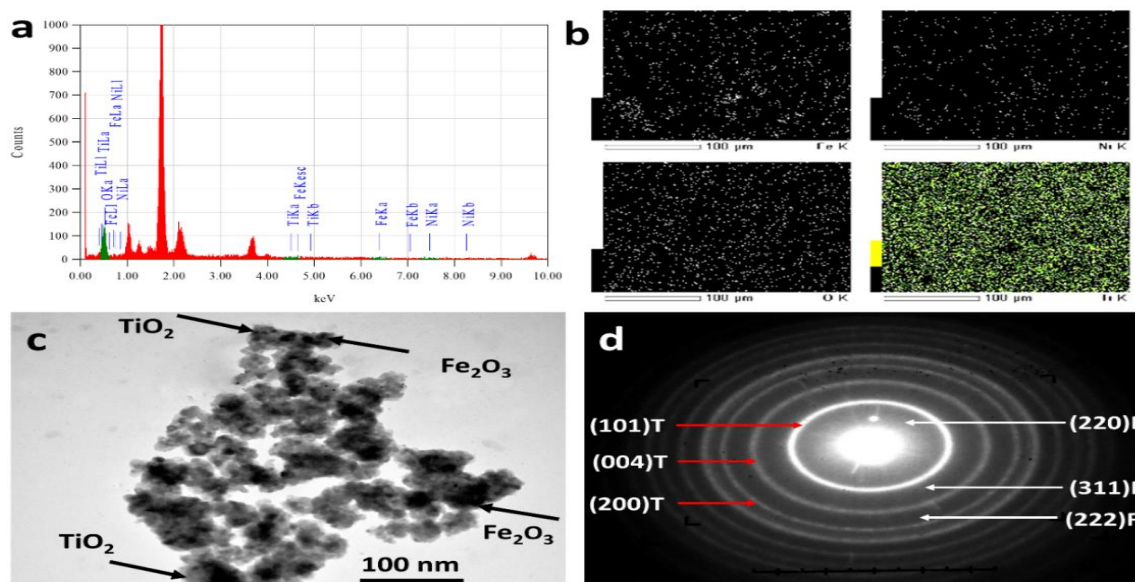 a
1000
900
800
700
600
500
400
300
200
100
0
Counts
TiLl TiLa
OKa
FeLl
FeLa NiLl
NiLa
TiKa
FeKesc
TiKb
FeKa
FeKb
NiKa
NiKb
0.00 1.00 2.00 3.00 4.00 5.00 6.00 7.00 8.00 9.00 10.00
keV
b
100 µm
Fe K
100 µm
Ni K
100 µm
O K
100 µm
Ti K
c
TiO2
Fe2O3
TiO2
Fe2O3
100 nm
d
(101)T
(004)T
(200)T
(220)
(311)
(222)F